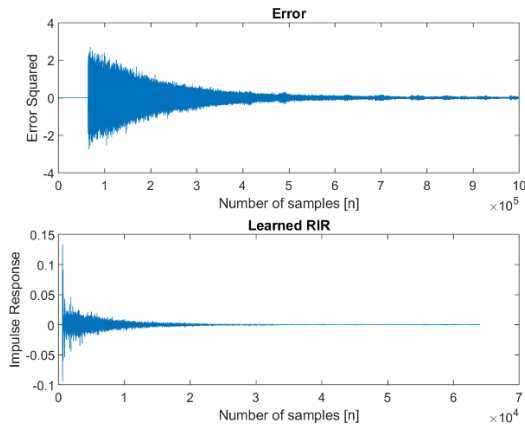 Error
Error Squared
4
2
0
-2
-4
0 1 2 3 4 5 6 7 8 9 10
Number of samples [n]
×10^5
Learned RIR
Impulse Response
0.15
0.1
0.05
0
-0.05
-0.1
0 1 2 3 4 5 6 7
Number of samples [n]
×10^4